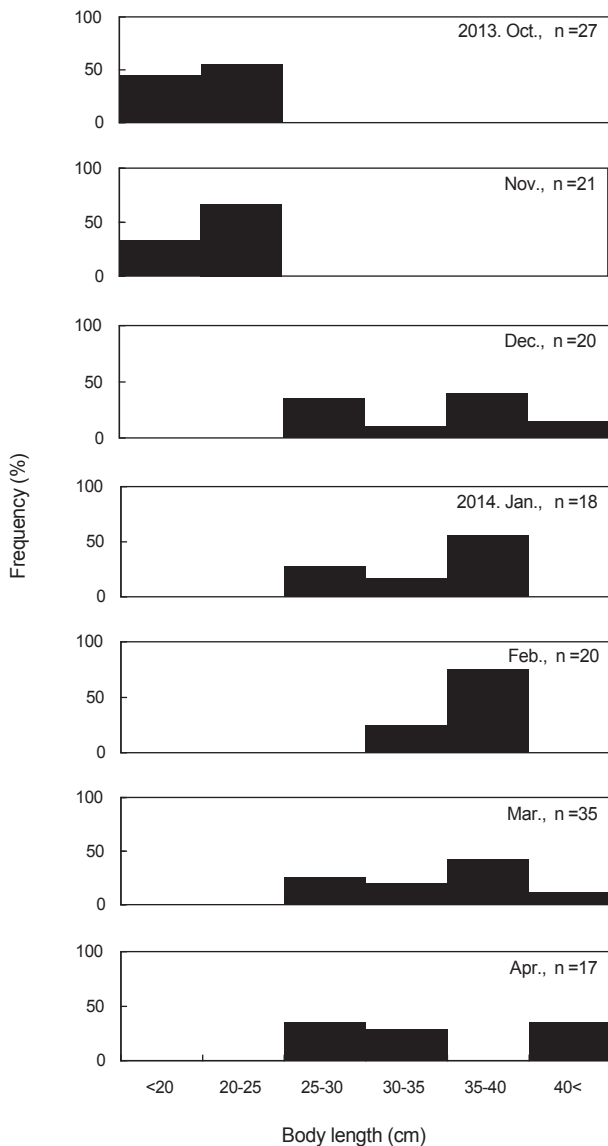 100
50
0
2013. Oct., n =27
100
50
0
Nov., n =21
100
50
0
Dec., n =20
Frequency (%)
100
50
0
2014. Jan., n =18
100
50
0
Feb., n =20
100
50
0
Mar., n =35
100
50
0
Apr., n =17
<20 20-25 25-30 30-35 35-40 40<
Body length (cm)